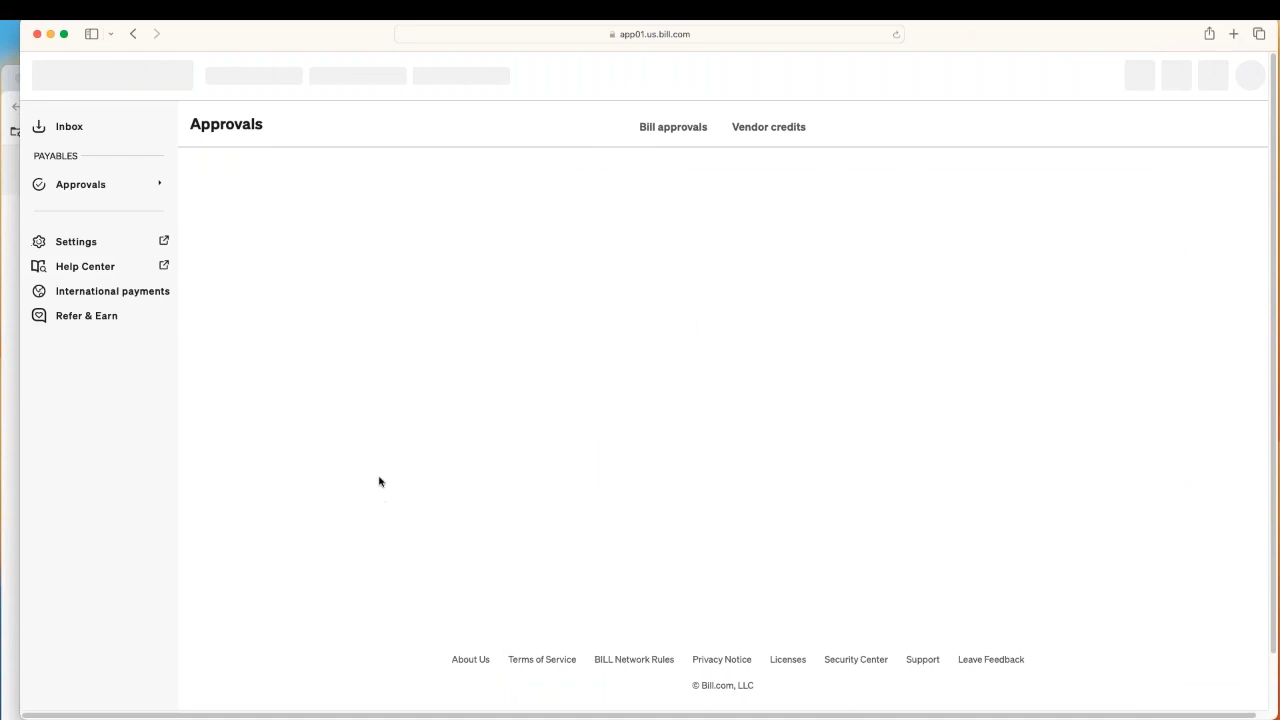 app01.us.bill.com
Inbox
PAYABLES
Approvals
Settings
Help Center
International payments
Refer & Earn
Approvals
Bill approvals
Vendor credits
About Us
Terms of Service
BILL Network Rules
Privacy Notice
Licenses
Security Center
Support
Leave Feedback
© Bill.com, LLC